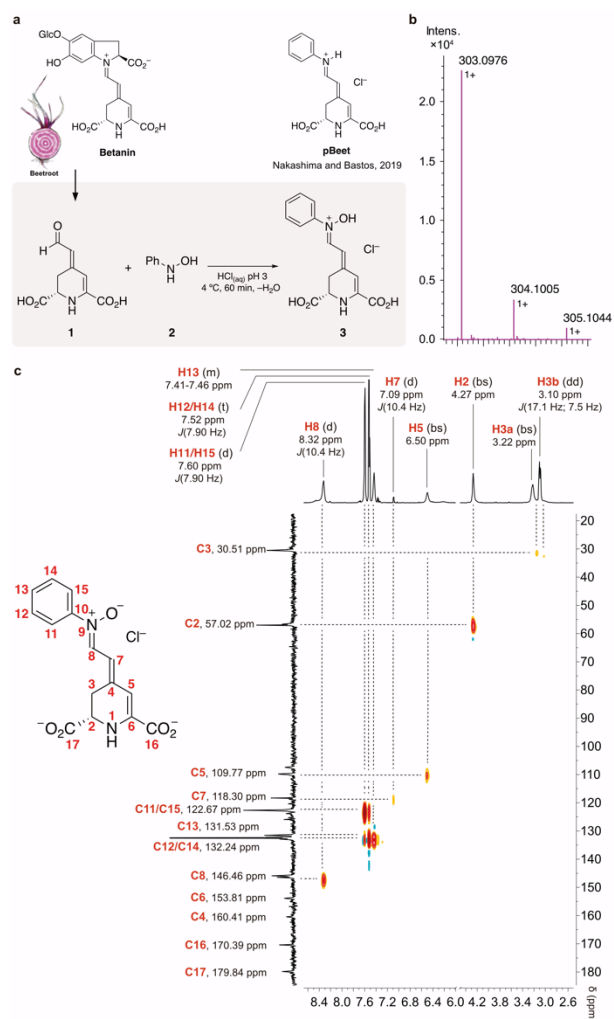 a
GlcO
HO
N
+
CO₂⁻
HO₂C
N
H
CO₂H
Betanin
Beetroot
N
H
+
Cl⁻
HO₂C
N
H
CO₂H
pBeet
Nakashima and Bastos, 2019
O
H
HO₂C
N
H
CO₂H
1
+
Ph
N
H
OH
2
HCl(aq) pH 3
4 ºC, 60 min, –H₂O
N
+
OH
Cl⁻
HO₂C
N
H
CO₂H
3
b
Intens.
×10⁴
303.0976
1+
2.0
1.5
1.0
0.5
0.0
304.1005
1+
305.1044
1+
c
H13 (m)
7.41-7.46 ppm
H12/H14 (t)
7.52 ppm
J(7.90 Hz)
H11/H15 (d)
7.60 ppm
J(7.90 Hz)
H8 (d)
8.32 ppm
J(10.4 Hz)
H7 (d)
7.09 ppm
J(10.4 Hz)
H5 (bs)
6.50 ppm
H2 (bs)
4.27 ppm
H3a (bs)
3.22 ppm
H3b (dd)
3.10 ppm
J(17.1 Hz; 7.5 Hz)
14
13
15
12
10
11
N
+
O⁻
9
Cl⁻
8
7
3
4
5
⁻O₂C
17
2
1
N
H
6
CO₂⁻
16
C3, 30.51 ppm
C2, 57.02 ppm
C5, 109.77 ppm
C7, 118.30 ppm
C11/C15, 122.67 ppm
C13, 131.53 ppm
C12/C14, 132.24 ppm
C8, 146.46 ppm
C6, 153.81 ppm
C4, 160.41 ppm
C16, 170.39 ppm
C17, 179.84 ppm
20
30
40
50
60
70
80
90
100
110
120
130
140
150
160
170
180
δ (ppm
8.4 8.0 7.6 7.2 6.8 6.4 6.0 4.6 4.2 3.8 3.4 3.0 2.6